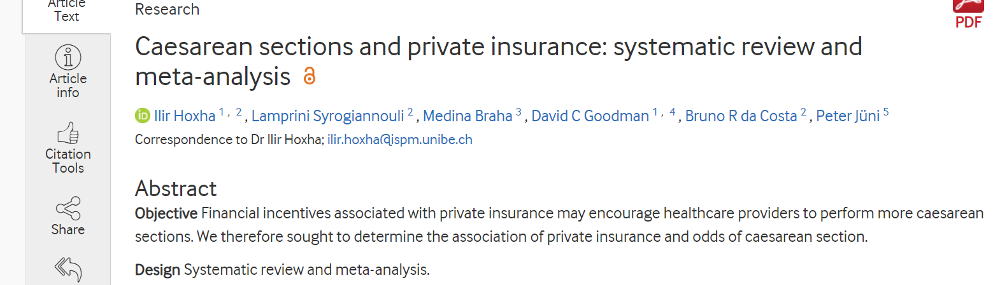 Article
Text
Research
PDF
Caesarean sections and private insurance: systematic review and
meta-analysis
Article
info
iD Ilir Hoxha 1, 2, Lamprini Syrogiannouli 2, Medina Braha 3, David C Goodman 1, 4, Bruno R da Costa 2, Peter Jüni 5
Correspondence to Dr Ilir Hoxha; ilir.hoxha@ispm.unibe.ch
Citation
Tools
Abstract
Objective Financial incentives associated with private insurance may encourage healthcare providers to perform more caesarean
sections. We therefore sought to determine the association of private insurance and odds of caesarean section.
Share
Design Systematic review and meta-analysis.